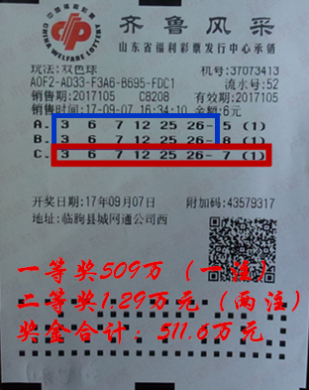 中国福利彩票
CHINA WELFARE LOTTERY
齐鲁风采
山东省福利彩票发行中心承销
玩法:双色球 机号:37073413
A0F2-AD33-F3A6-B695-FDC1 流水号:52
销售期:2017105 C8208 有效期:2017105
销售时间:17-09-07 16:34:10 金额:6元
A. 3 6 7 12 25 26- 5 (1)
B. 3 6 7 12 25 26- 8 (1)
C. 3 6 7 12 25 26- 7 (1)
开奖日期:17年09月07日 附加码:43579317
地址:临朐县城网通公司西
一等奖509万（一注）
二等奖1.29万元（两注）
奖金合计：511.6万元